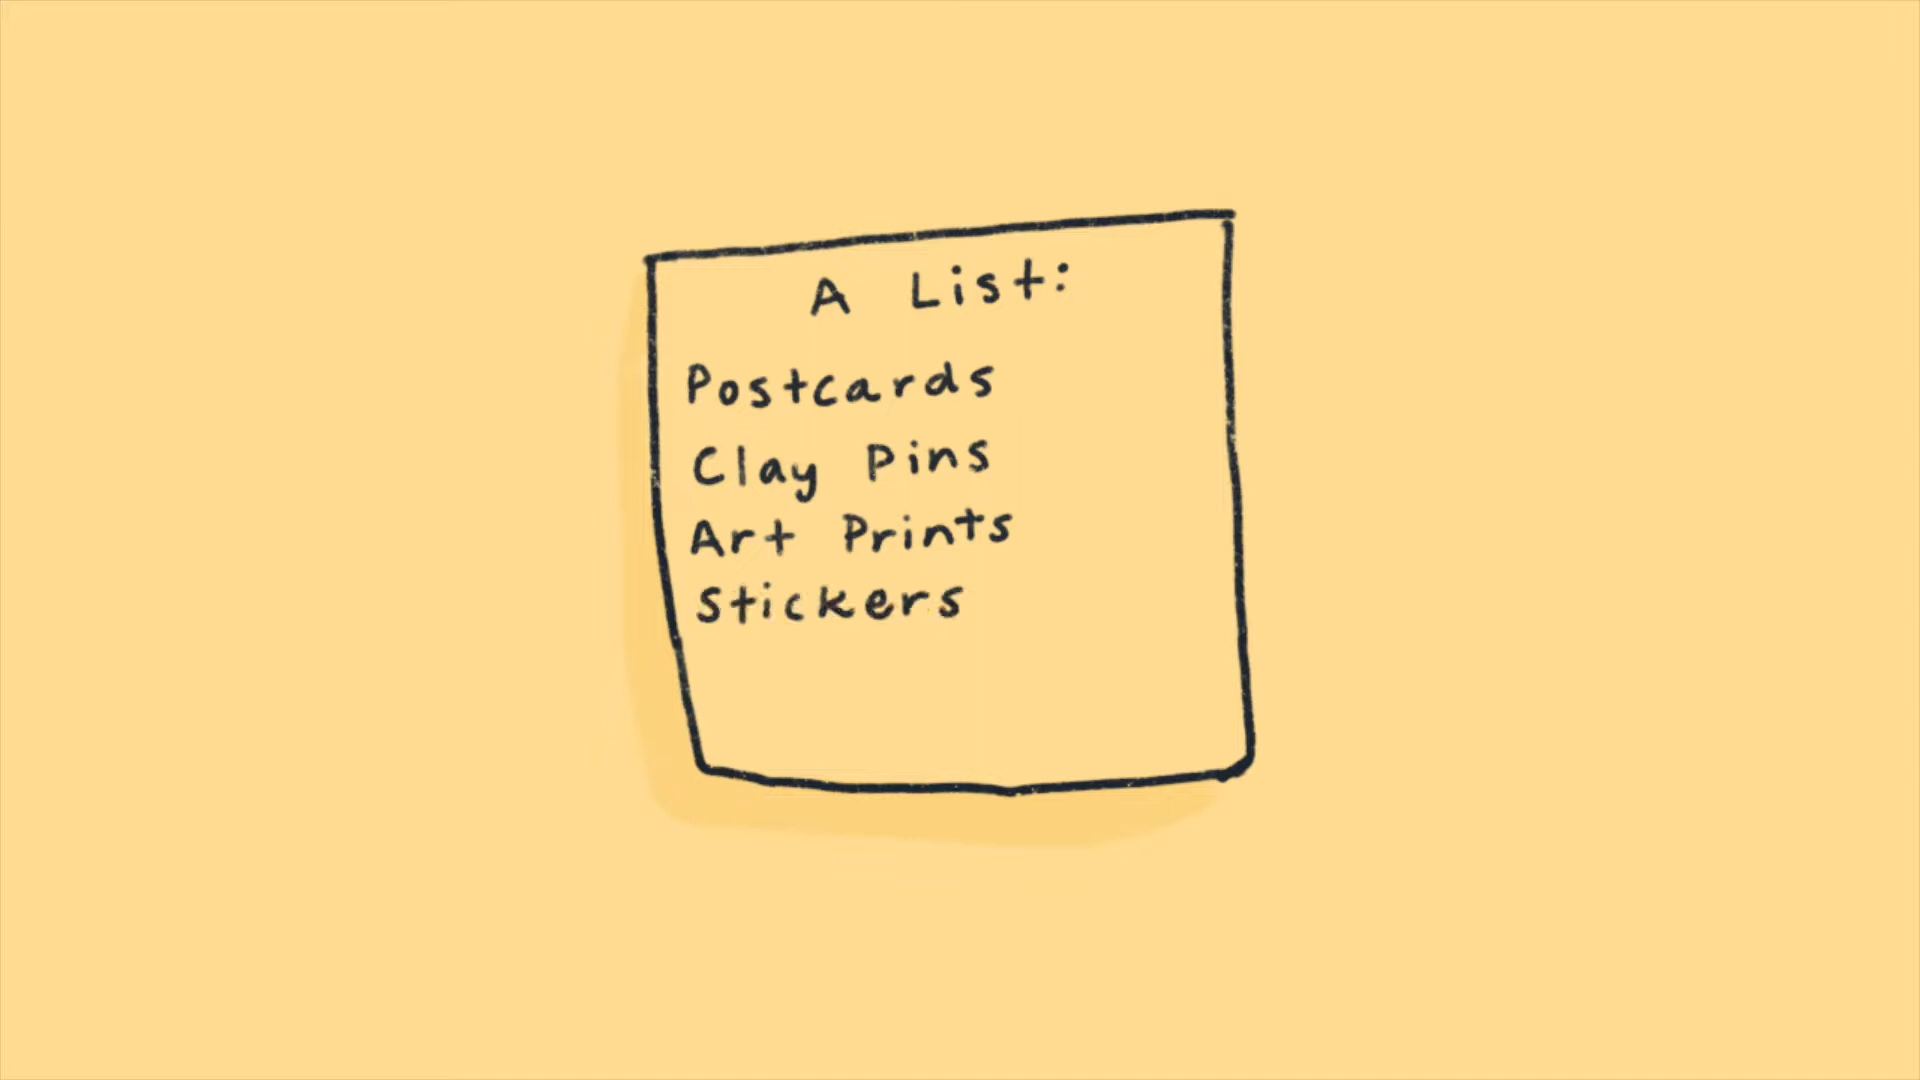 A List:
Postcards
Clay Pins
Art Prints
Stickers